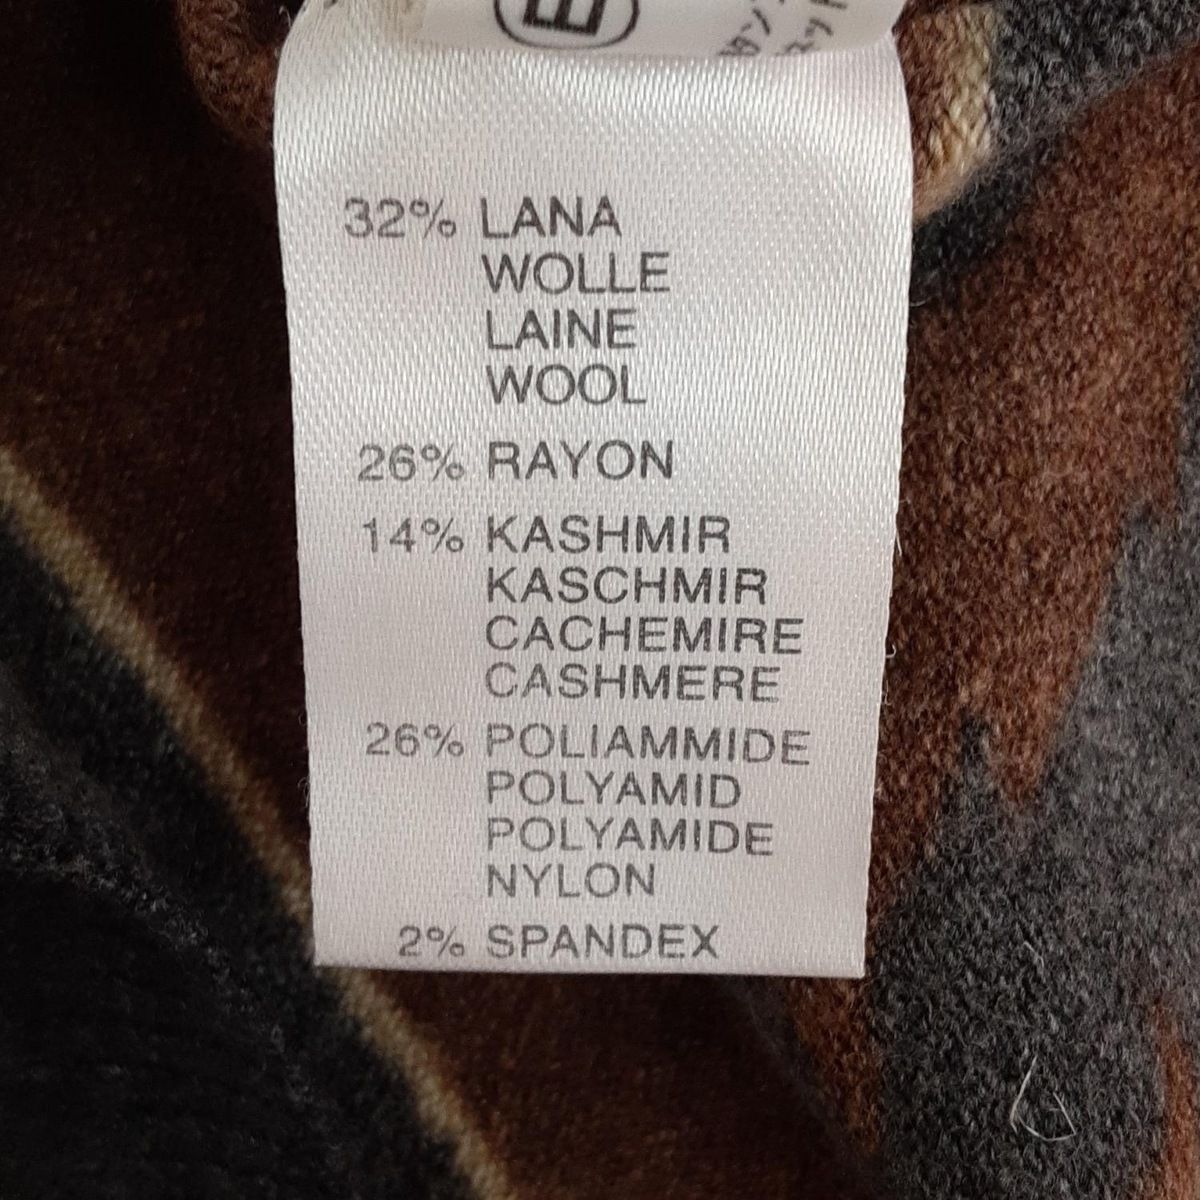 32% LANA
WOLLE
LAINE
WOOL
26% RAYON
14% KASHMIR
KASCHMIR
CACHEMIRE
CASHMERE
26% POLIAMMIDE
POLYAMID
POLYAMIDE
NYLON
2% SPANDEX